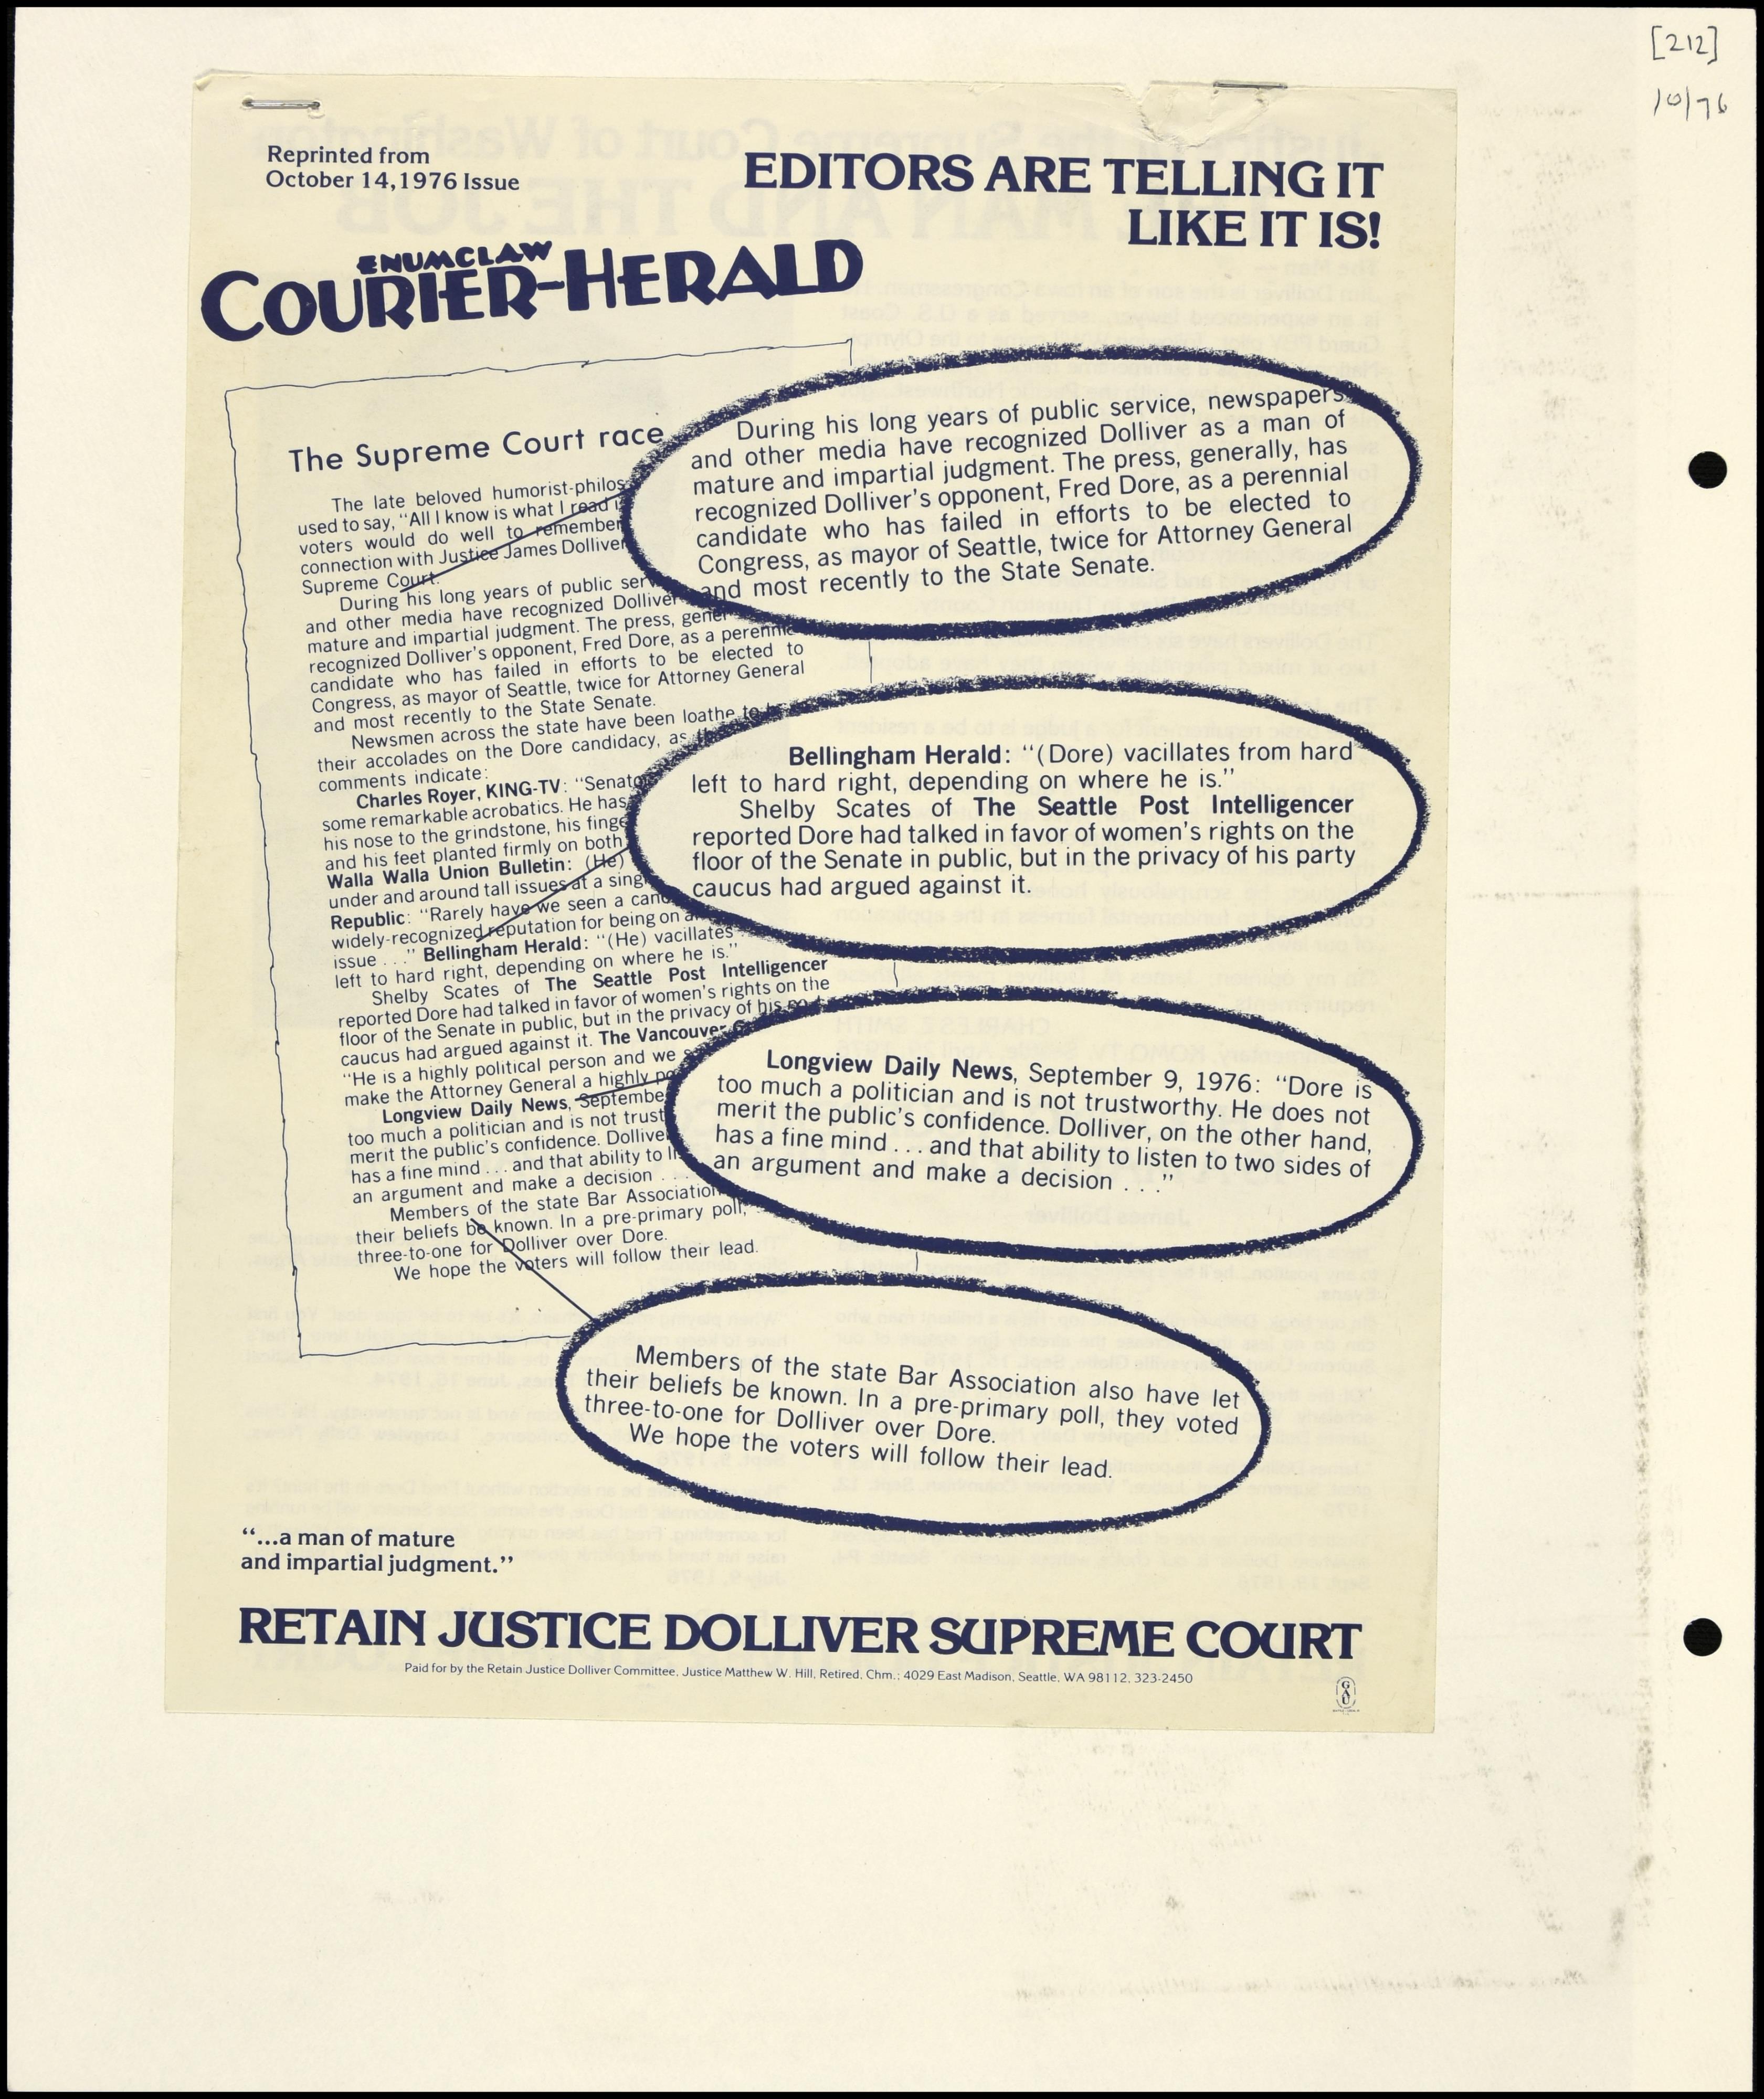 [212]
10/76
Reprinted from
October 14, 1976 Issue
EDITORS ARE TELLING IT
LIKE IT IS!
ENUMCLAW
COURIER-HERALD
The Supreme Court race
The late beloved humorist-philos
used to say, “All I know is what I read i
voters would do well to remember
connection with Justice James Dolliver
Supreme Court.
During his long years of public serv
and other media have recognized Dolliver
mature and impartial judgment. The press, gener
recognized Dolliver’s opponent, Fred Dore, as a perennic
candidate who has failed in efforts to be elected to
Congress, as mayor of Seattle, twice for Attorney General
and most recently to the State Senate.
Newsmen across the state have been loathe to
their accolades on the Dore candidacy, as
comments indicate:
Charles Royer, KING-TV: “Senator
some remarkable acrobatics. He has
his nose to the grindstone, his finge
and his feet planted firmly on both
Walla Walla Union Bulletin: (He)
under and around tall issues at a sing
Republic: “Rarely have we seen a cand
widely-recognized reputation for being on
issue . . .” Bellingham Herald: “(He) vacillates
left to hard right, depending on where he is.”
Shelby Scates of The Seattle Post Intelligencer
reported Dore had talked in favor of women’s rights on the
floor of the Senate in public, but in the privacy of his
caucus had argued against it. The Vancouver
“He is a highly political person and we
make the Attorney General a highly po
Longview Daily News, Septembe
too much a politician and is not trust
merit the public’s confidence. Dollive
has a fine mind . . . and that ability to li
an argument and make a decision . . .
Members of the state Bar Association
their beliefs be known. In a pre-primary poll,
three-to-one for Dolliver over Dore.
We hope the voters will follow their lead.
During his long years of public service, newspapers
and other media have recognized Dolliver as a man of
mature and impartial judgment. The press, generally, has
recognized Dolliver’s opponent, Fred Dore, as a perennial
candidate who has failed in efforts to be elected to
Congress, as mayor of Seattle, twice for Attorney General
and most recently to the State Senate.
Bellingham Herald: “(Dore) vacillates from hard
left to hard right, depending on where he is.”
Shelby Scates of The Seattle Post Intelligencer
reported Dore had talked in favor of women’s rights on the
floor of the Senate in public, but in the privacy of his party
caucus had argued against it.
Longview Daily News, September 9, 1976: “Dore is
too much a politician and is not trustworthy. He does not
merit the public’s confidence. Dolliver, on the other hand,
has a fine mind . . . and that ability to listen to two sides of
an argument and make a decision . . .”
Members of the state Bar Association also have let
their beliefs be known. In a pre-primary poll, they voted
three-to-one for Dolliver over Dore.
We hope the voters will follow their lead.
“...a man of mature
and impartial judgment.”
RETAIN JUSTICE DOLLIVER SUPREME COURT
Paid for by the Retain Justice Dolliver Committee, Justice Matthew W. Hill, Retired, Chm.; 4029 East Madison, Seattle, WA 98112, 323-2450